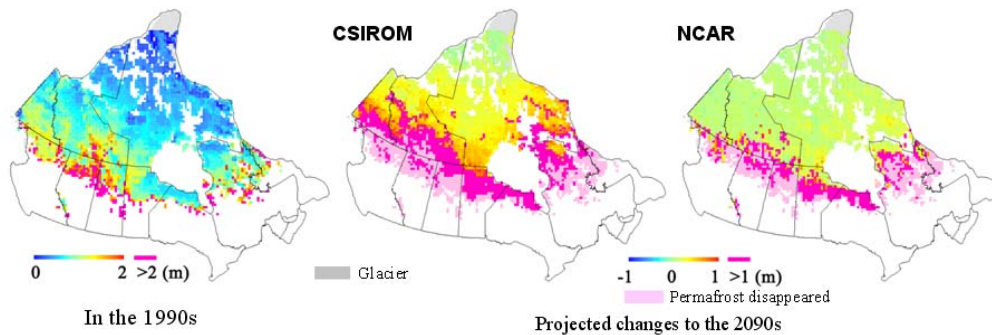 CSIROM
NCAR
0 2 >2 (m)
Glacier
-1 0 1 >1 (m)
Permafrost disappeared
In the 1990s
Projected changes to the 2090s